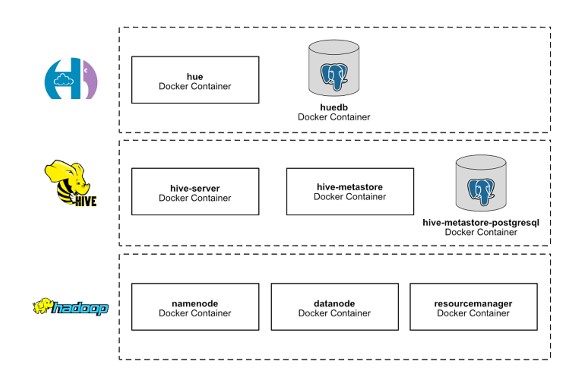 hue
Docker Container
huedb
Docker Container
HIVE
hive-server
Docker Container
hive-metastore
Docker Container
hive-metastore-postgresql
Docker Container
hadoop
namenode
Docker Container
datanode
Docker Container
resourcemanager
Docker Container